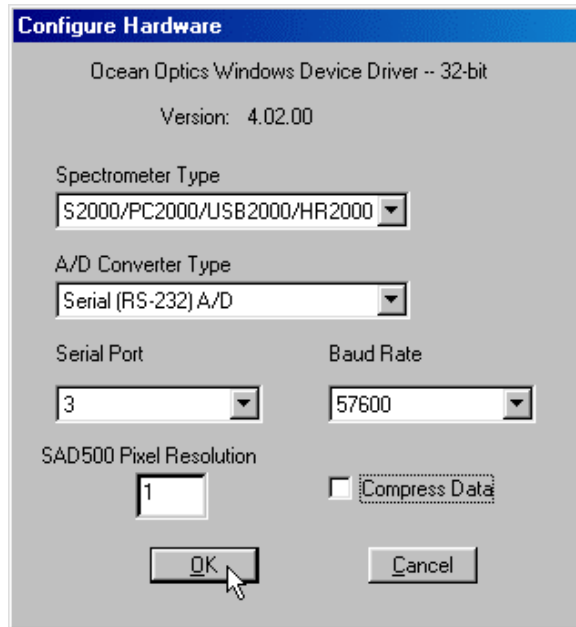 Configure Hardware
Ocean Optics Windows Device Driver -- 32-bit
Version: 4.02.00
Spectrometer Type
S2000/PC2000/USB2000/HR2000
A/D Converter Type
Serial (RS-232) A/D
Serial Port
Baud Rate
3
57600
SAD500 Pixel Resolution
1
Compress Data
OK
Cancel